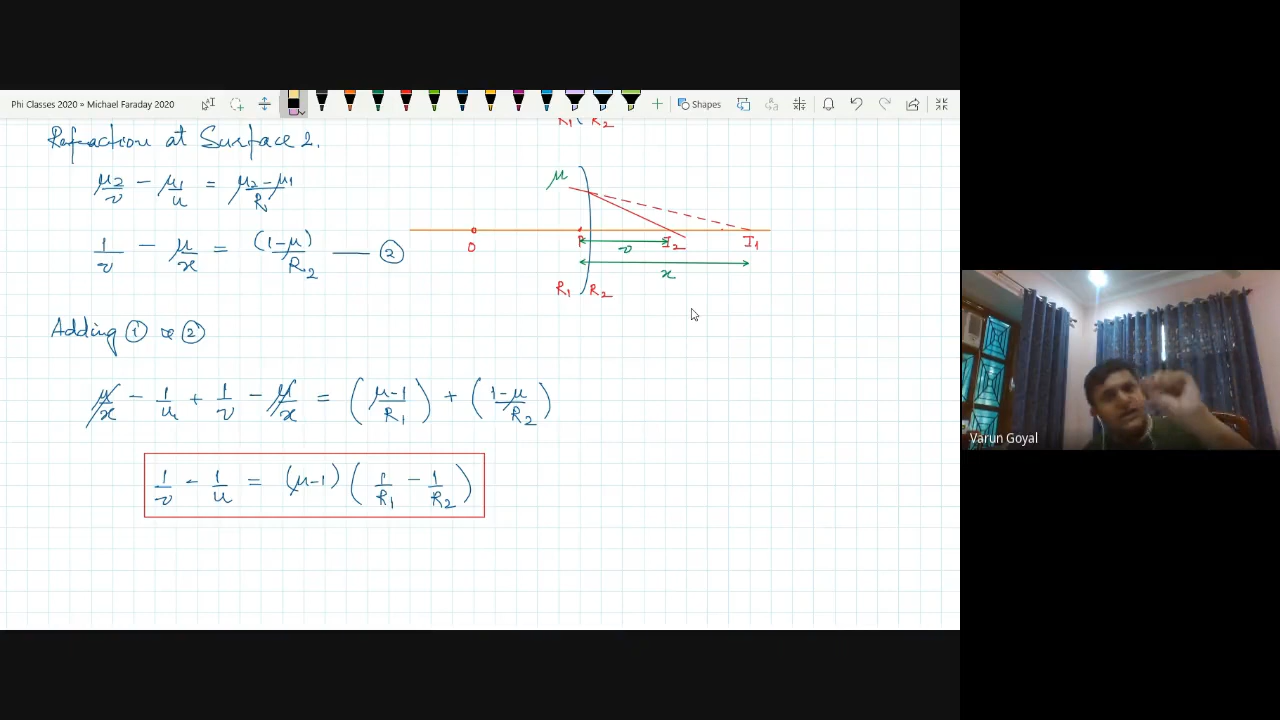 Phi Classes 2020 » Michael Faraday 2020
Shapes
Refraction at Surface 2.
R1 R2
μ2/v - μ1/u = μ2-μ1/R
μ
1/v - μ/x = (1-μ)/R2 — ②
O P I2 I1
v
x
R1 R2
Adding ① & ②
μ/x - 1/u + 1/v - μ/x = (μ-1/R1) + (1-μ/R2)
Varun Goyal
1/v - 1/u = (μ-1) (1/R1 - 1/R2)